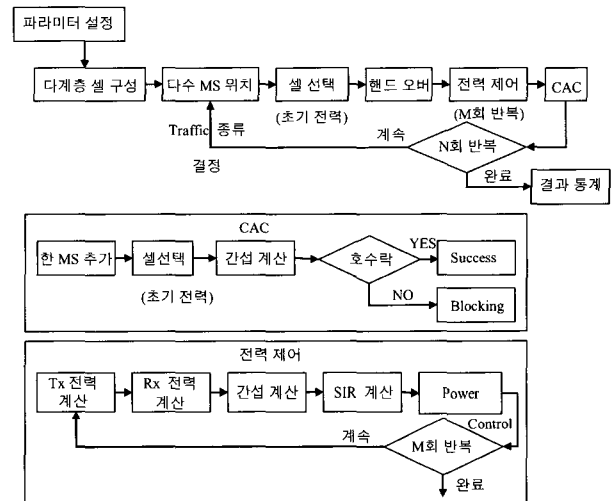 파라미터 설정
다계층 셀 구성
다수 MS 위치
셀 선택
핸드 오버
전력 제어
CAC
(초기 전력)
(M회 반복)
Traffic 종류
결정
계속
N회 반복
완료
결과 통계
CAC
한 MS 추가
셀선택
간섭 계산
호수락
YES
Success
(초기 전력)
NO
Blocking
전력 제어
Tx 전력
계산
Rx 전력
계산
간섭 계산
SIR 계산
Power
Control
계속
M회 반복
완료